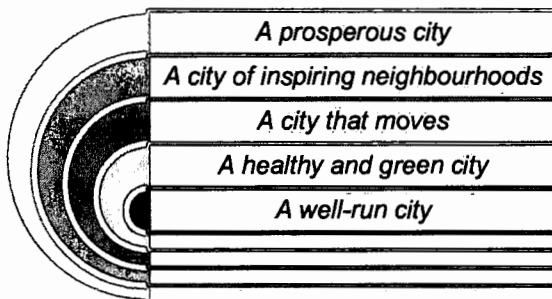 A prosperous city
A city of inspiring neighbourhoods
A city that moves
A healthy and green city
A well-run city